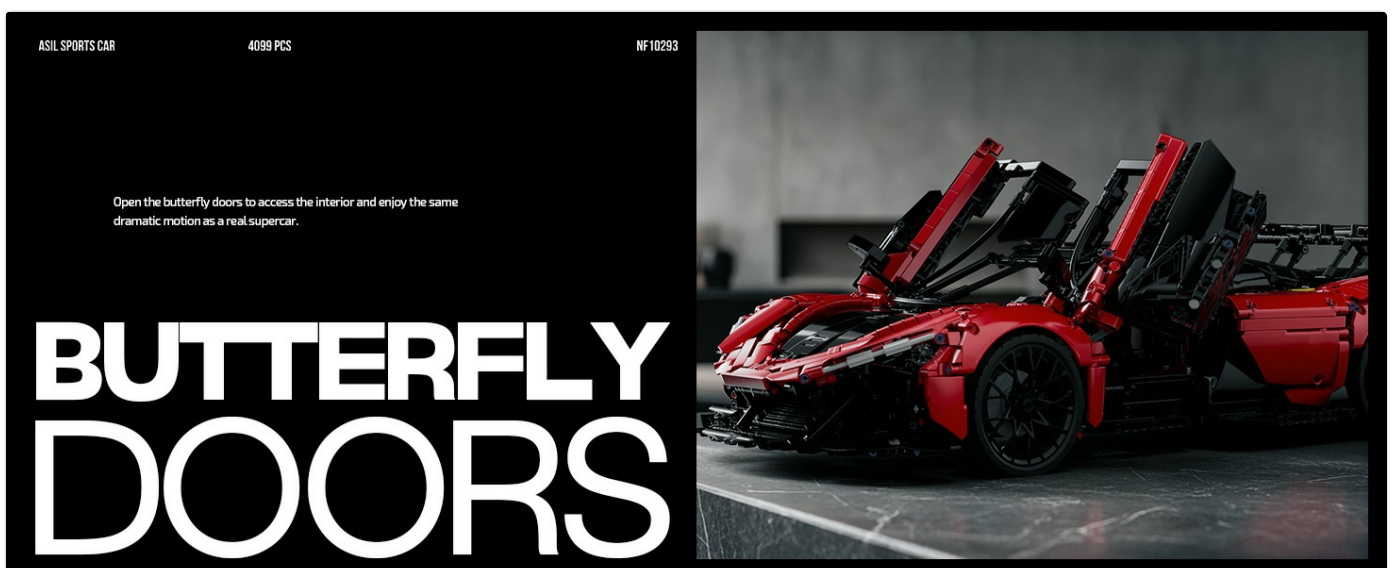 ASIL SPORTS CAR
4099 PCS
NF10293
Open the butterfly doors to access the interior and enjoy the same
dramatic motion as a real supercar.
BUTTERFLY
DOORS